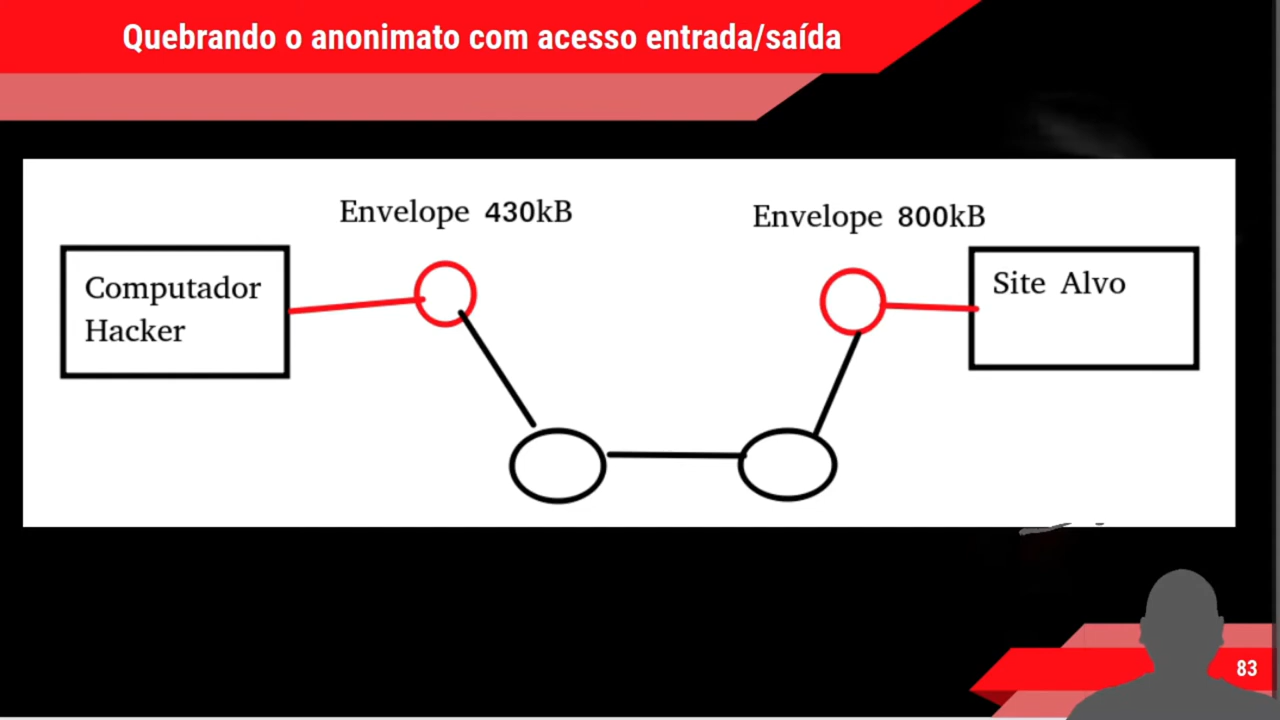 Quebrando o anonimato com acesso entrada/saída
Envelope 430kB
Envelope 800kB
Computador
Hacker
Site Alvo
83